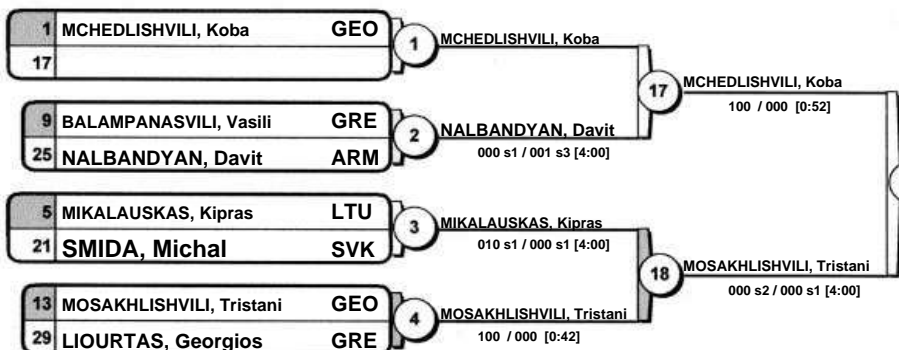 1 MCHEDLISHVILI, Koba GEO
17
1
MCHEDLISHVILI, Koba
9 BALAMPANASVILI, Vasili GRE
25 NALBANDYAN, Davit ARM
2
NALBANDYAN, Davit
000 s1 / 001 s3 [4:00]
17
MCHEDLISHVILI, Koba
100 / 000 [0:52]
5 MIKALAUSKAS, Kipras LTU
21 SMIDA, Michal SVK
3
MIKALAUSKAS, Kipras
010 s1 / 000 s1 [4:00]
13 MOSAKHLISHVILI, Tristani GEO
29 LIOURTAS, Georgios GRE
4
MOSAKHLISHVILI, Tristani
100 / 000 [0:42]
18
MOSAKHLISHVILI, Tristani
000 s2 / 000 s1 [4:00]